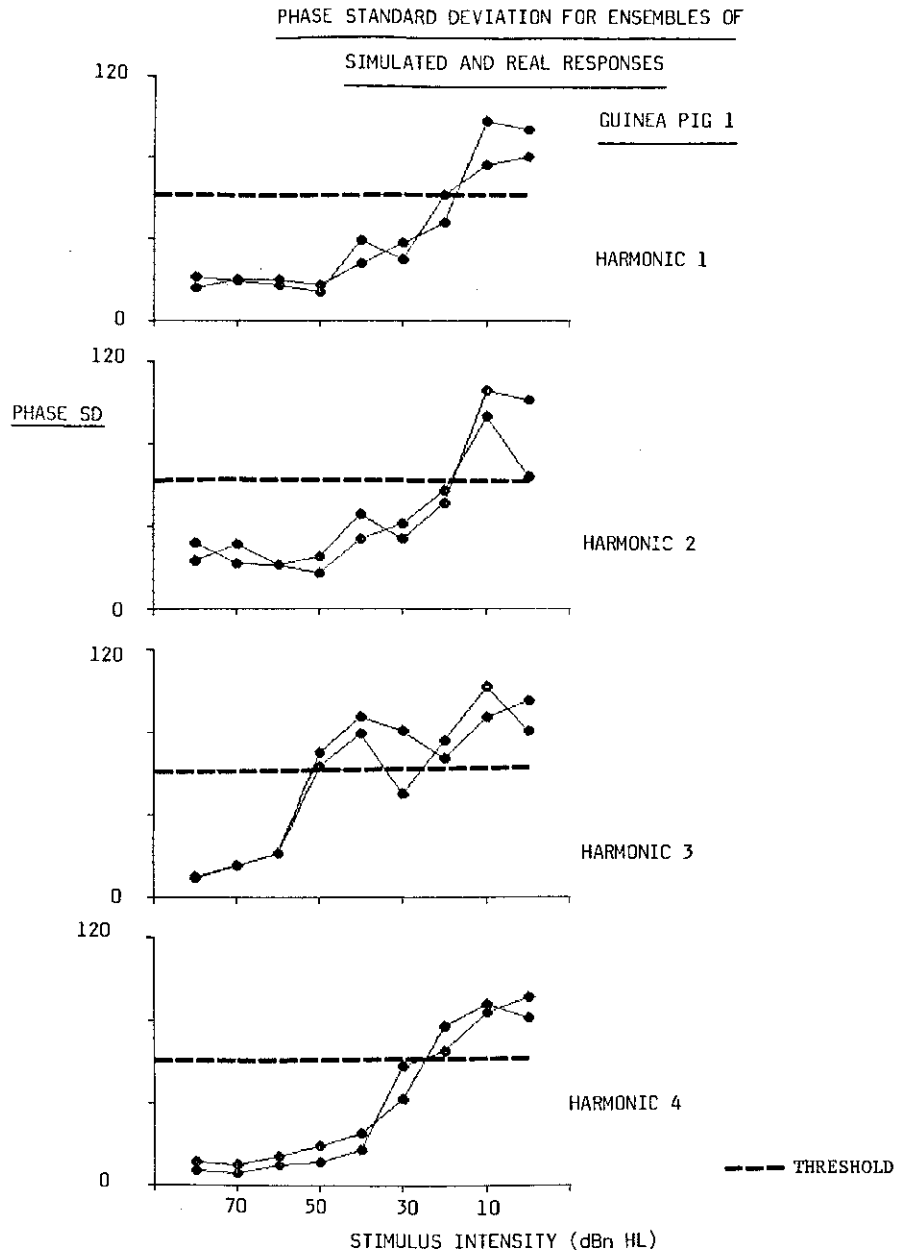 PHASE STANDARD DEVIATION FOR ENSEMBLES OF
SIMULATED AND REAL RESPONSES
GUINEA PIG 1
120
0
HARMONIC 1
PHASE SD
120
0
HARMONIC 2
120
0
HARMONIC 3
120
0
HARMONIC 4
THRESHOLD
70 50 30 10
STIMULUS INTENSITY (dBn HL)